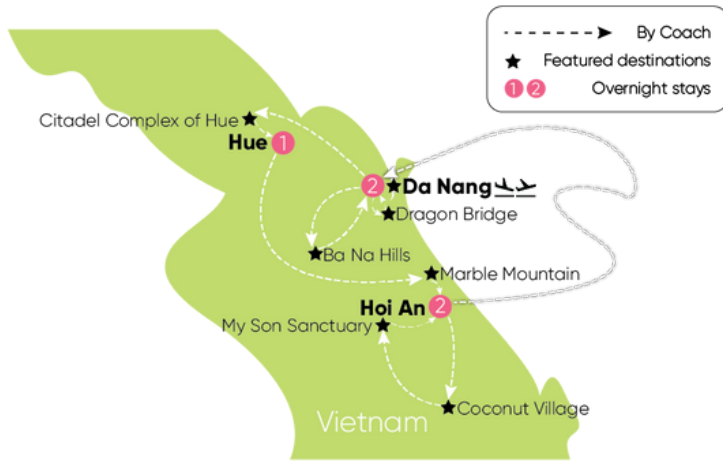 By Coach
Featured destinations
1 2 Overnight stays
Citadel Complex of Hue
Hue 1
2 Da Nang
Dragon Bridge
Ba Na Hills
Marble Mountain
Hoi An 2
My Son Sanctuary
Coconut Village
Vietnam